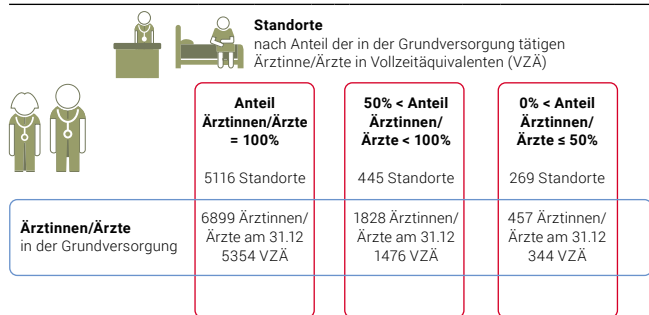 Standorte
nach Anteil der in der Grundversorgung tätigen
Ärztinne/Ärzte in Vollzeitäquivalenten (VZÄ)
Anteil
Ärztinnen/Ärzte
= 100%
5116 Standorte
50% < Anteil
Ärztinnen/
Ärzte < 100%
445 Standorte
0% < Anteil
Ärztinnen/
Ärzte ≤ 50%
269 Standorte
Ärztinnen/Ärzte
in der Grundversorgung
6899 Ärztinnen/
Ärzte am 31.12
5354 VZÄ
1828 Ärztinnen/
Ärzte am 31.12
1476 VZÄ
457 Ärztinnen/
Ärzte am 31.12
344 VZÄ